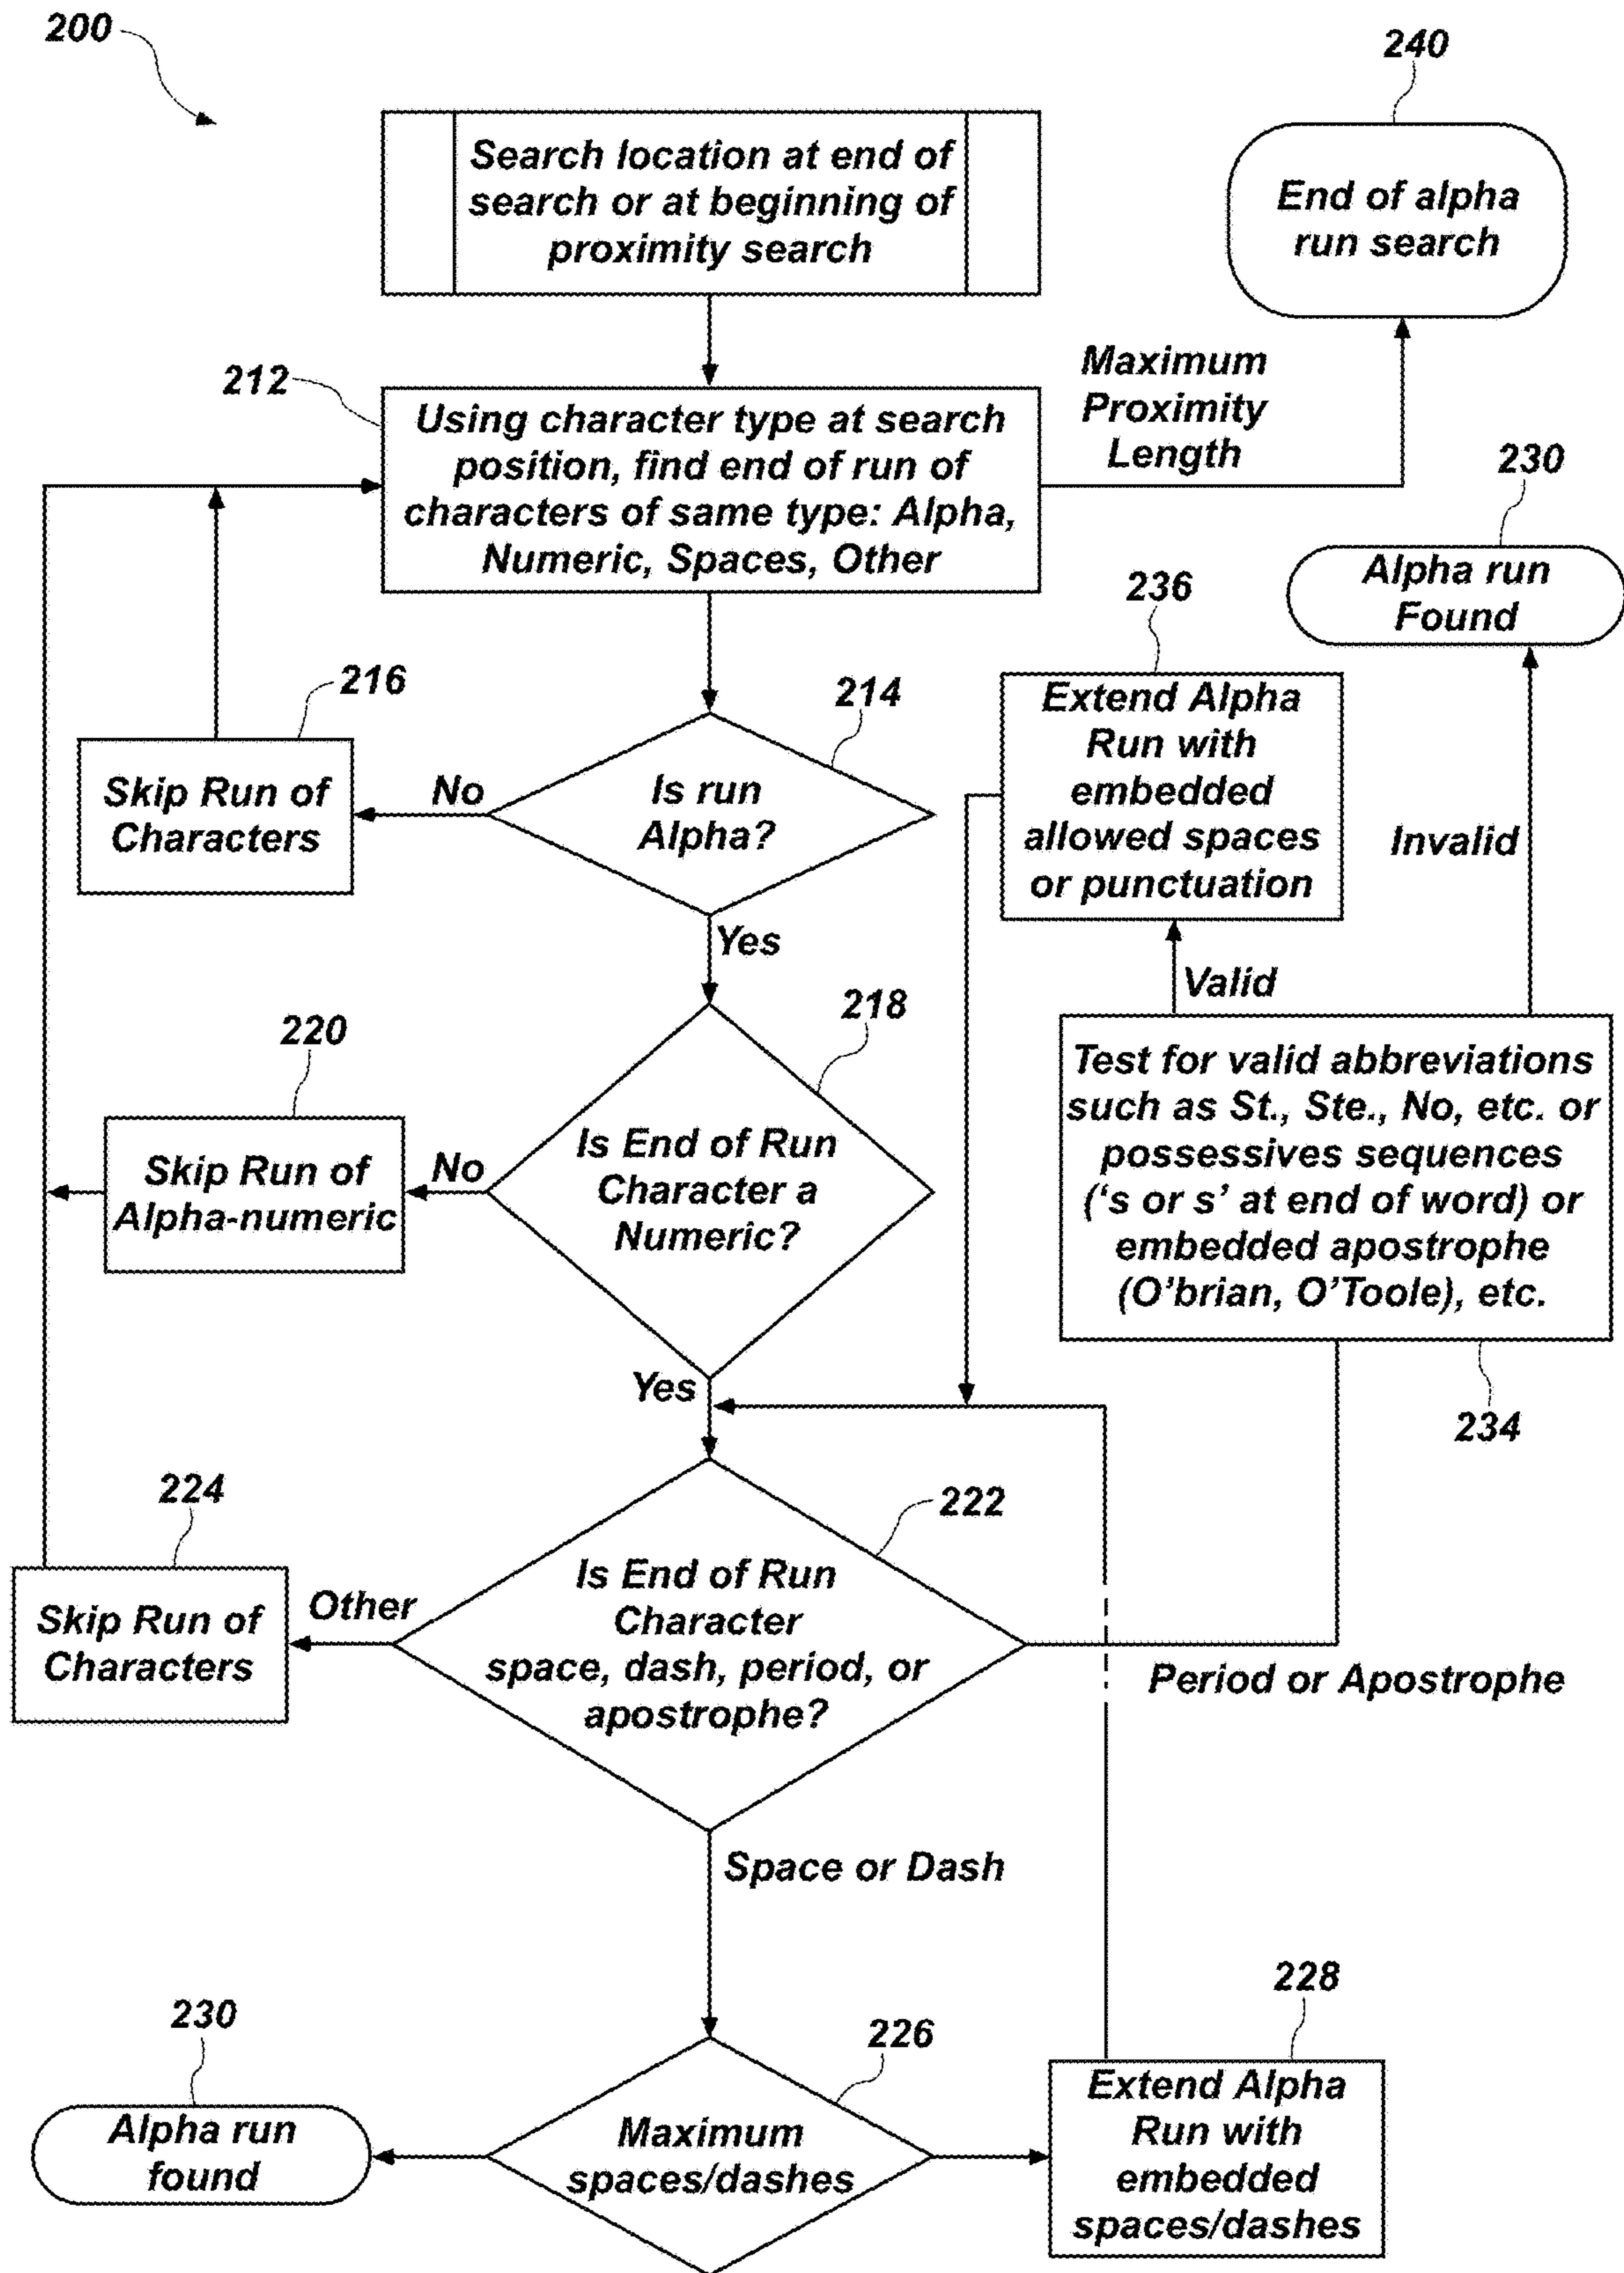 200
240
Search location at end of
search or at beginning of
proximity search
End of alpha
run search
212
Maximum
Proximity
Length
Using character type at search
position, find end of run of
characters of same type: Alpha,
Numeric, Spaces, Other
230
Alpha run
Found
236
216
214
Extend Alpha
Run with
embedded
allowed spaces
or punctuation
Skip Run of
Characters
No
Is run
Alpha?
Invalid
Yes
Valid
218
220
Test for valid abbreviations
such as St., Ste., No, etc. or
possessives sequences
(‘s or s’ at end of word) or
embedded apostrophe
(O’brian, O’Toole), etc.
Skip Run of
Alpha-numeric
No
Is End of Run
Character a
Numeric?
Yes
234
224
222
Skip Run of
Characters
Other
Is End of Run
Character
space, dash, period, or
apostrophe?
Period or Apostrophe
Space or Dash
228
230
226
Alpha run
found
Maximum
spaces/dashes
Extend Alpha
Run with
embedded
spaces/dashes